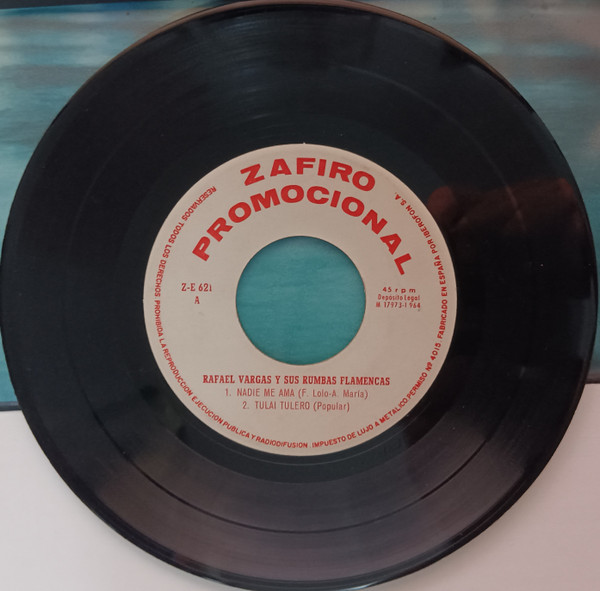 ZAFIRO
PROMOCIONAL
Z-E 621
A
45 rpm
Depósito Legal
M 17973-1964
RAFAEL VARGAS Y SUS RUMBAS FLAMENCAS
1. NADIE ME AMA (F. Lolo-A. María)
2. TULAI TULERO (Popular)
RESERVADOS TODOS LOS DERECHOS. PROHIBIDA LA REPRODUCCION, EJECUCION PUBLICA Y RADIODIFUSION. IMPUESTO DE LUJO A METALICO PERMISO Nº 4015. FABRICADO EN ESPAÑA POR IBEROFON S.A.